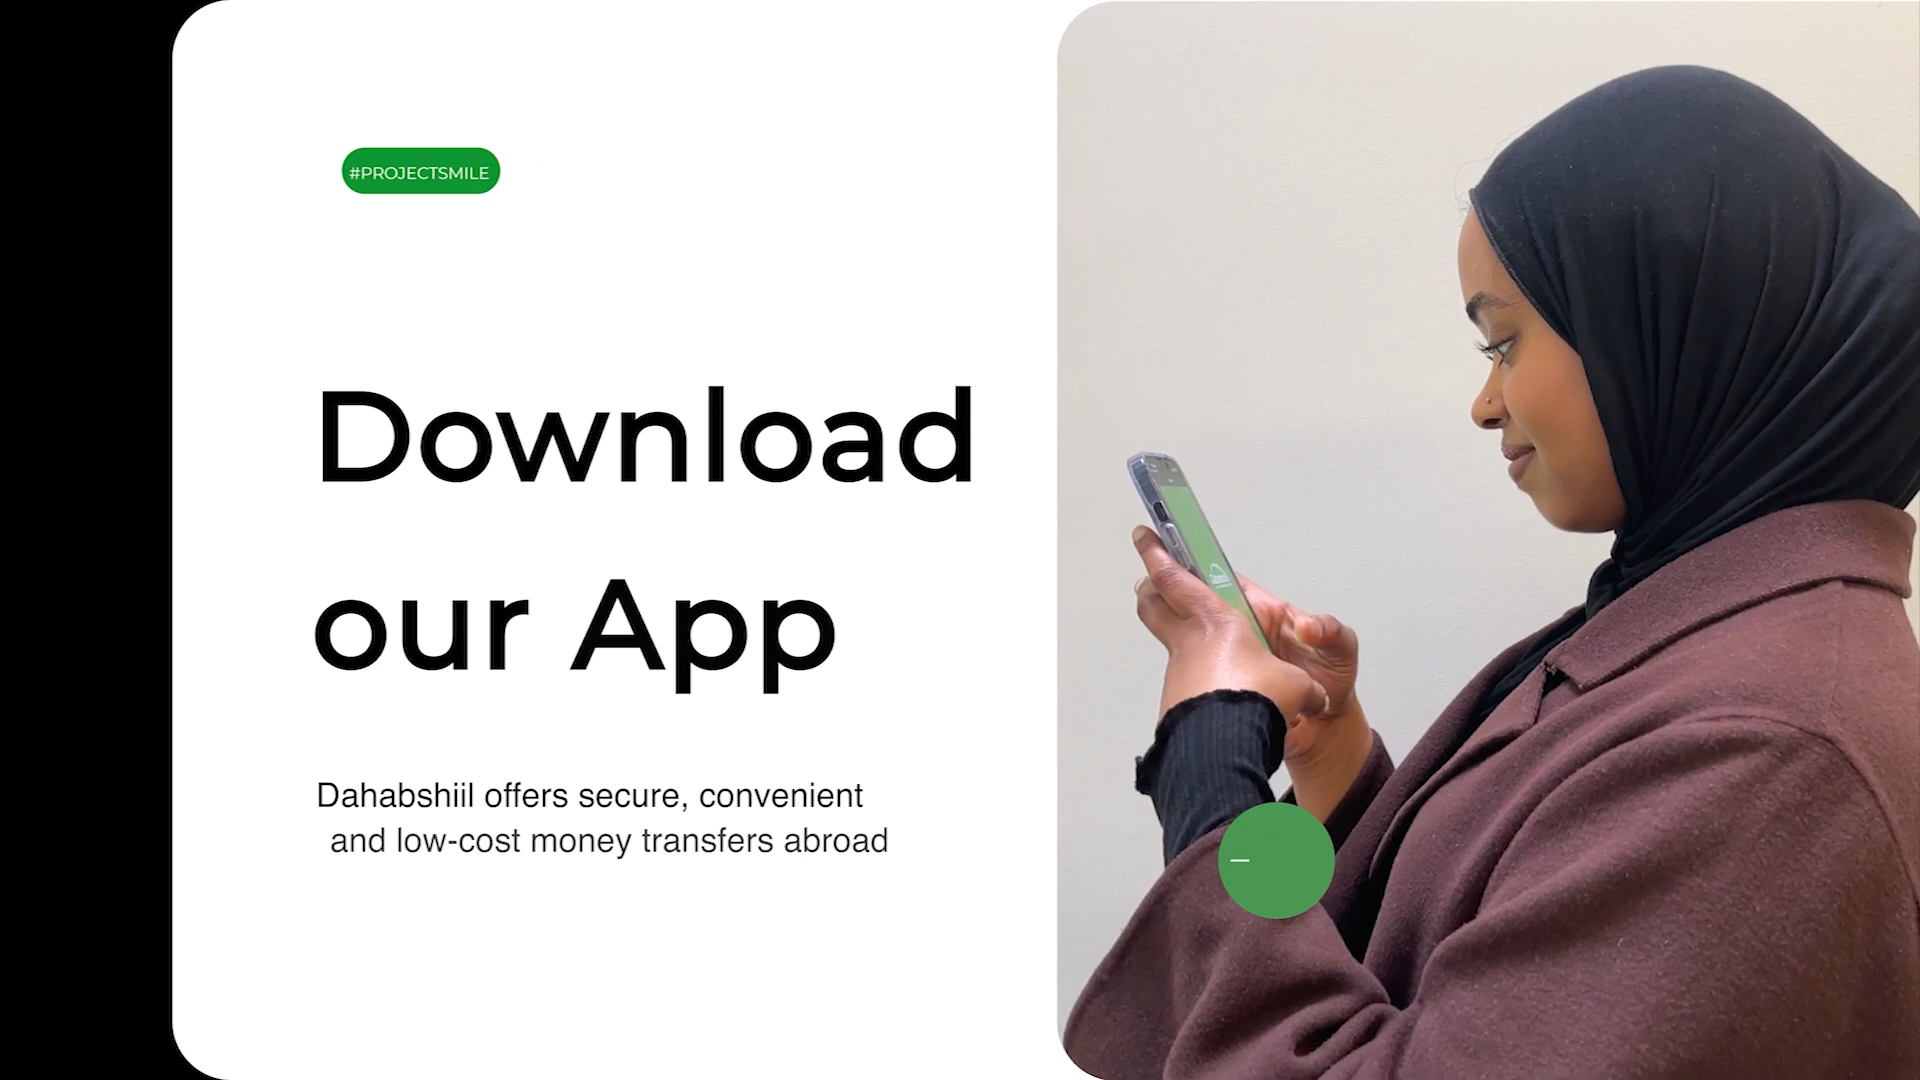 #PROJECTSMILE
Download
our App
Dahabshiil offers secure, convenient
and low-cost money transfers abroad